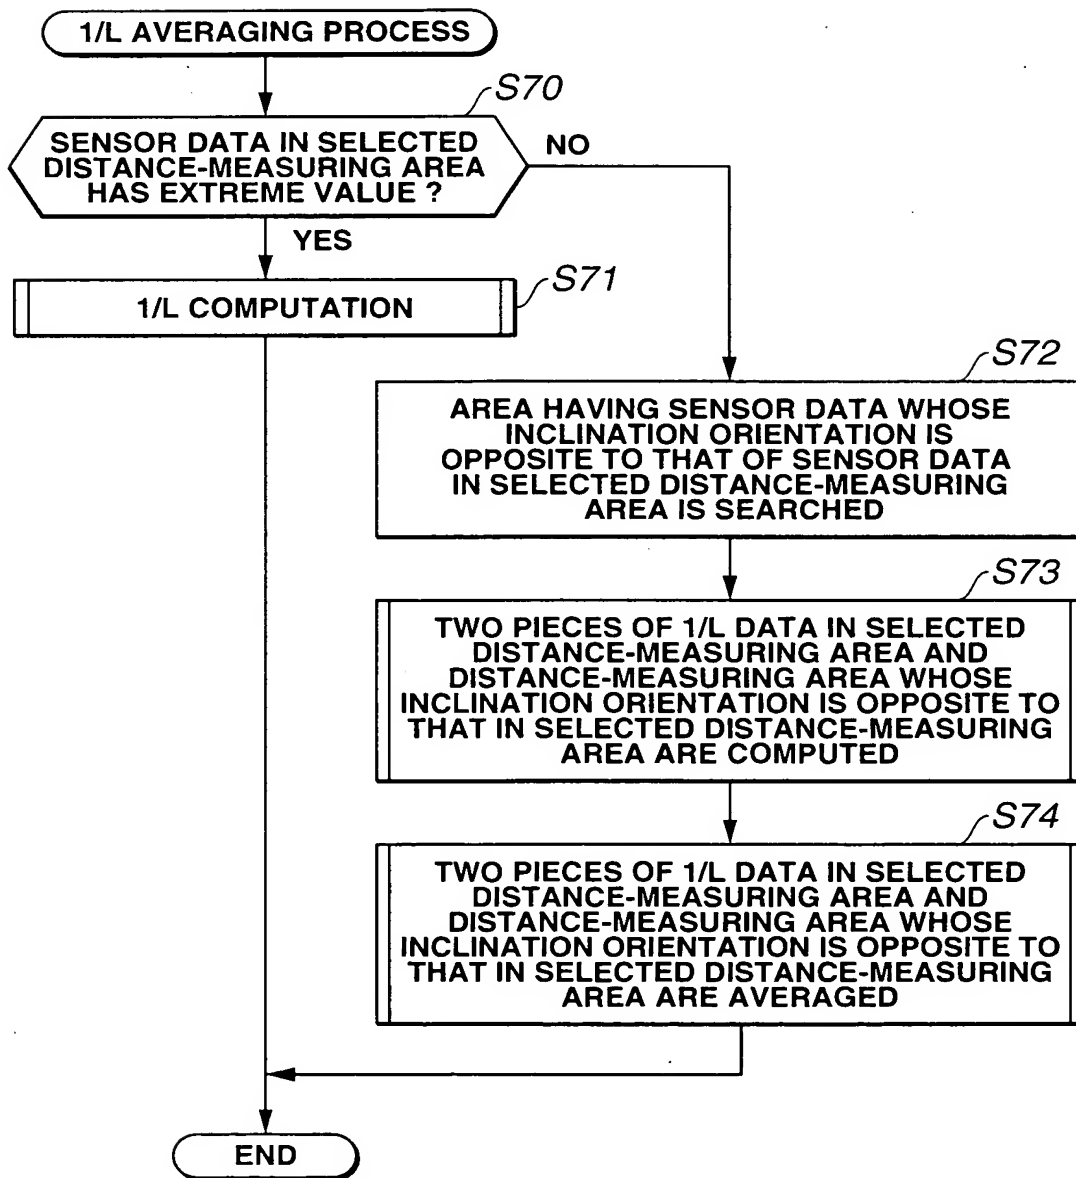 1/L AVERAGING PROCESS
S70
SENSOR DATA IN SELECTED
DISTANCE-MEASURING AREA
HAS EXTREME VALUE ?
NO
YES
S71
1/L COMPUTATION
S72
AREA HAVING SENSOR DATA WHOSE
INCLINATION ORIENTATION IS
OPPOSITE TO THAT OF SENSOR DATA
IN SELECTED DISTANCE-MEASURING
AREA IS SEARCHED
S73
TWO PIECES OF 1/L DATA IN SELECTED
DISTANCE-MEASURING AREA AND
DISTANCE-MEASURING AREA WHOSE
INCLINATION ORIENTATION IS OPPOSITE TO
THAT IN SELECTED DISTANCE-MEASURING
AREA ARE COMPUTED
S74
TWO PIECES OF 1/L DATA IN SELECTED
DISTANCE-MEASURING AREA AND
DISTANCE-MEASURING AREA WHOSE
INCLINATION ORIENTATION IS OPPOSITE TO
THAT IN SELECTED DISTANCE-MEASURING
AREA ARE AVERAGED
END